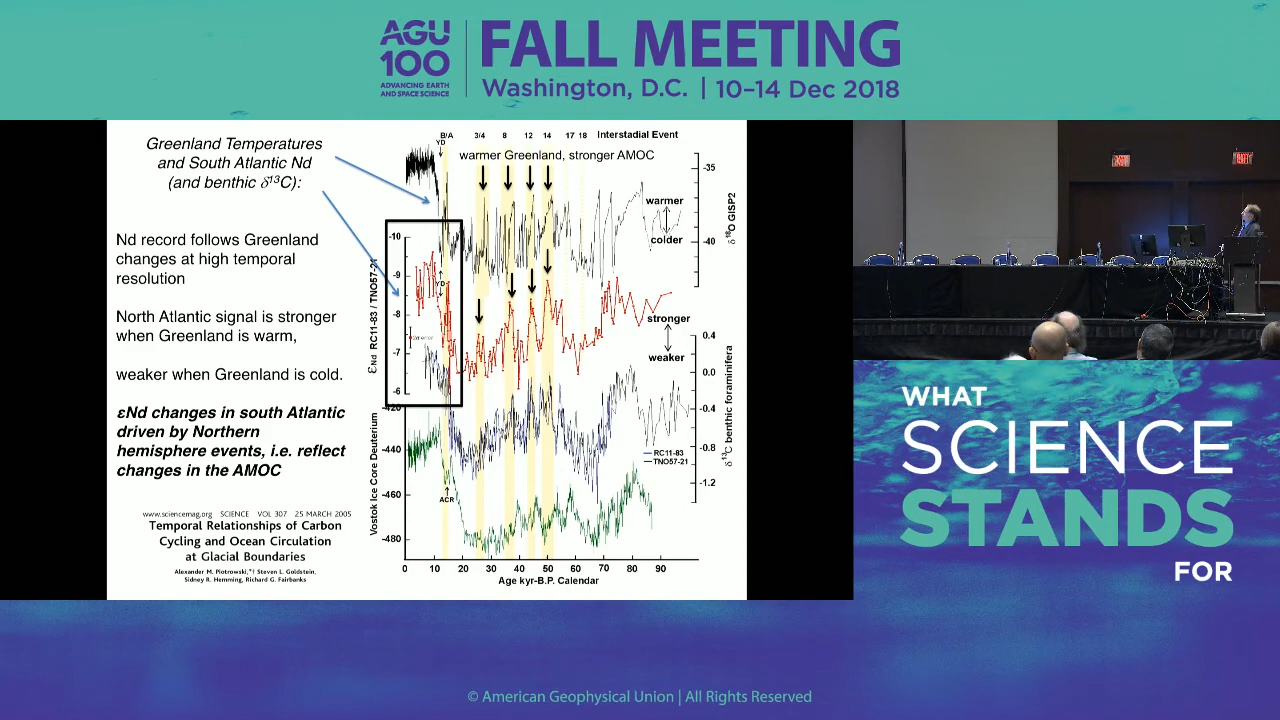 AGU
100
ADVANCING EARTH
AND SPACE SCIENCE
FALL MEETING
Washington, D.C. | 10–14 Dec 2018
Greenland Temperatures
and South Atlantic Nd
(and benthic δ¹³C):
Nd record follows Greenland
changes at high temporal
resolution
North Atlantic signal is stronger
when Greenland is warm,
weaker when Greenland is cold.
εNd changes in south Atlantic
driven by Northern
hemisphere events, i.e. reflect
changes in the AMOC
www.sciencemag.org SCIENCE VOL 307 25 MARCH 2005
Temporal Relationships of Carbon
Cycling and Ocean Circulation
at Glacial Boundaries
Alexander M. Piotrowski,*† Steven L. Goldstein,
Sidney R. Hemming, Richard G. Fairbanks
B/A 3/4 8 12 14 17 18 Interstadial Event
YD
warmer Greenland, stronger AMOC
-35
-40
δ¹⁸O GISP2
warmer
colder
-10
-9
-8
-7
-6
εNd RC11-83 / TNO57-21
YD
stronger
weaker
0.4
0.0
-0.4
-0.8
-1.2
δ¹³C benthic foraminifera
RC11-83
TNO57-21
-420
-440
-460
-480
Vostok Ice Core Deuterium
ACR
0 10 20 30 40 50 60 70 80 90
Age kyr-B.P. Calendar
WHAT
SCIENCE
STANDS
FOR
© American Geophysical Union | All Rights Reserved